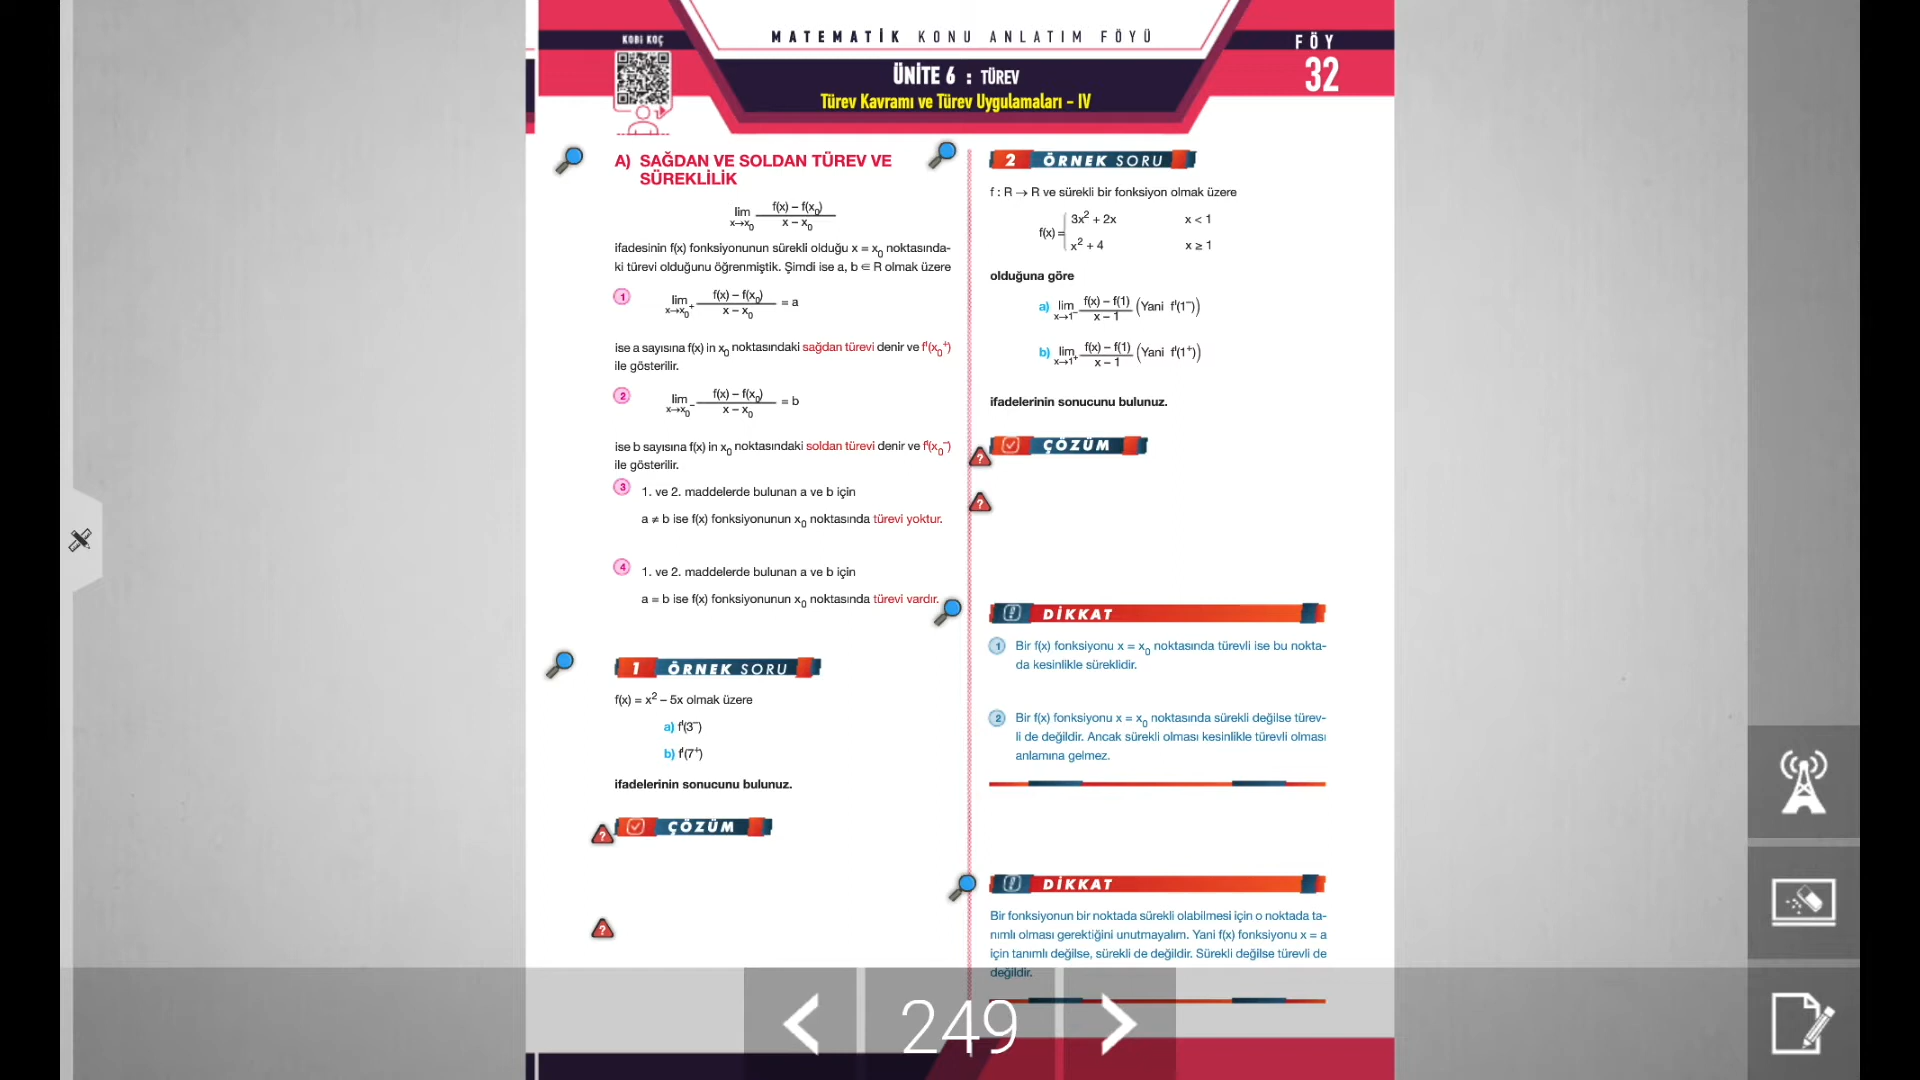 KOBİ KOÇ
MATEMATİK KONU ANLATIM FÖYÜ
FÖY
32
ÜNİTE 6 : TÜREV
Türev Kavramı ve Türev Uygulamaları – IV
A) SAĞDAN VE SOLDAN TÜREV VE
SÜREKLİLİK
lim x→x₀ (f(x) – f(x₀)) / (x – x₀)
ifadesinin f(x) fonksiyonunun sürekli olduğu x = x₀ noktasında-
ki türevi olduğunu öğrenmiştik. Şimdi ise a, b ∈ R olmak üzere
1 lim x→x₀⁺ (f(x) – f(x₀)) / (x – x₀) = a
ise a sayısına f(x) in x₀ noktasındaki sağdan türevi denir ve fᴵ(x₀⁺)
ile gösterilir.
2 lim x→x₀⁻ (f(x) – f(x₀)) / (x – x₀) = b
ise b sayısına f(x) in x₀ noktasındaki soldan türevi denir ve fᴵ(x₀⁻)
ile gösterilir.
3 1. ve 2. maddelerde bulunan a ve b için
a ≠ b ise f(x) fonksiyonunun x₀ noktasında türevi yoktur.
4 1. ve 2. maddelerde bulunan a ve b için
a = b ise f(x) fonksiyonunun x₀ noktasında türevi vardır.
1 ÖRNEK SORU
f(x) = x² – 5x olmak üzere
a) fᴵ(3⁻)
b) fᴵ(7⁺)
ifadelerinin sonucunu bulunuz.
ÇÖZÜM
2 ÖRNEK SORU
f : R → R ve sürekli bir fonksiyon olmak üzere
3x² + 2x x < 1
f(x) =
x² + 4 x ≥ 1
olduğuna göre
a) lim x→1⁻ (f(x) – f(1)) / (x – 1) (Yani fᴵ(1⁻))
b) lim x→1⁺ (f(x) – f(1)) / (x – 1) (Yani fᴵ(1⁺))
ifadelerinin sonucunu bulunuz.
ÇÖZÜM
DİKKAT
1 Bir f(x) fonksiyonu x = x₀ noktasında türevli ise bu nokta-
da kesinlikle süreklidir.
2 Bir f(x) fonksiyonu x = x₀ noktasında sürekli değilse türev-
li de değildir. Ancak sürekli olması kesinlikle türevli olması
anlamına gelmez.
DİKKAT
Bir fonksiyonun bir noktada sürekli olabilmesi için o noktada ta-
nımlı olması gerektiğini unutmayalım. Yani f(x) fonksiyonu x = a
için tanımlı değilse, sürekli de değildir. Sürekli değilse türevli de
değildir.
249